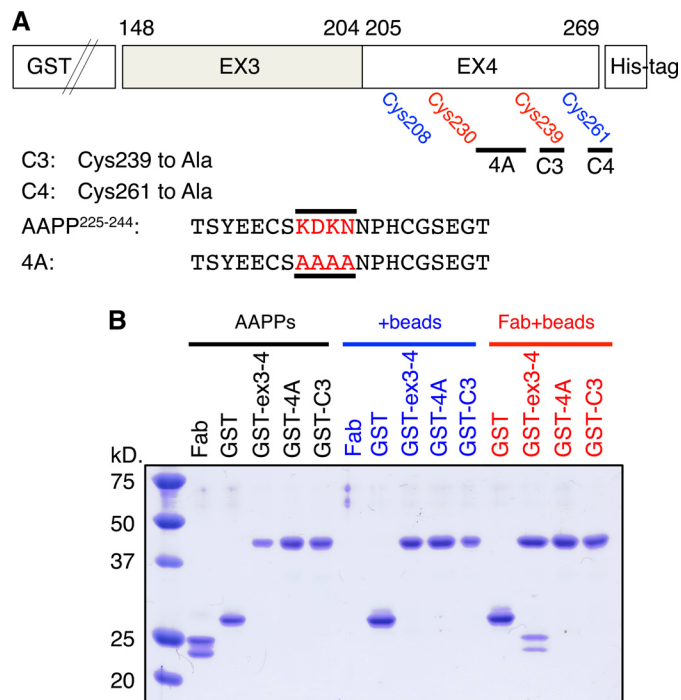 A
148 204 205 269
GST EX3 EX4 His-tag
Cys208 Cys230 Cys239 Cys261
4A C3 C4
C3: Cys239 to Ala
C4: Cys261 to Ala
AAPP225-244: TSYEECSKDKNNPHCGSEGT
4A: TSYEECSAAAANPHCGSEGT
B
AAPPs +beads Fab+beads
kD. Fab GST GST-ex3-4 GST-4A GST-C3 Fab GST GST-ex3-4 GST-4A GST-C3 GST GST-ex3-4 GST-4A GST-C3
75
50
37
25
20